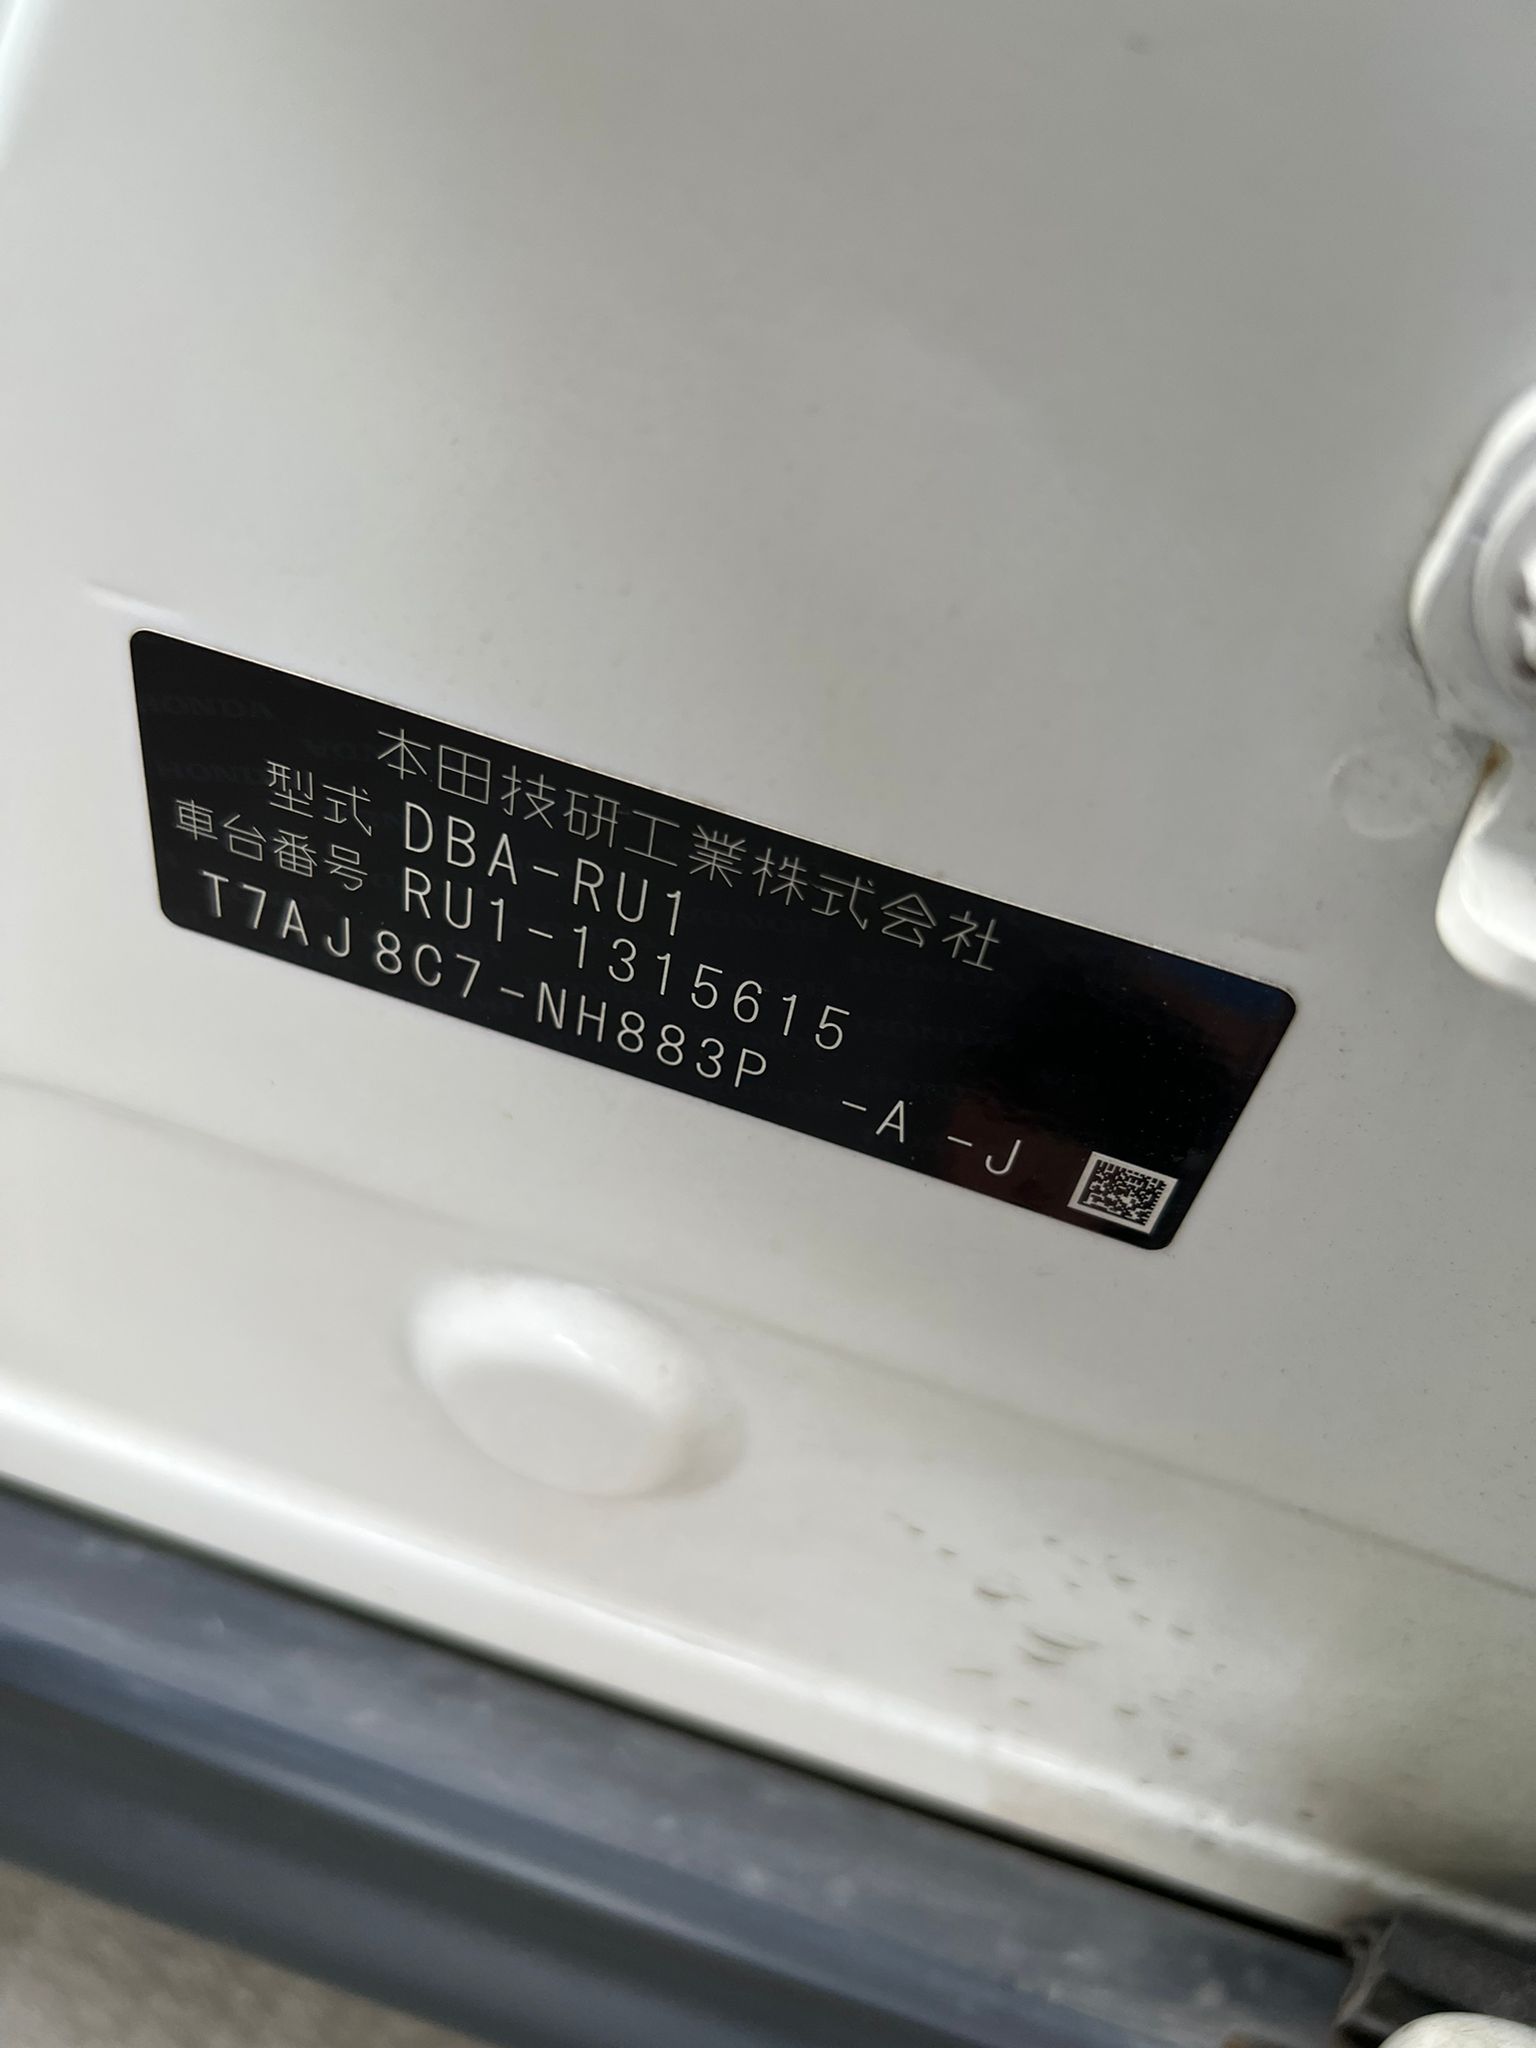 本田技研工業株式会社
型式 DBA-RU1
車台番号 RU1-1315615
T7AJ8C7-NH883P -A -J